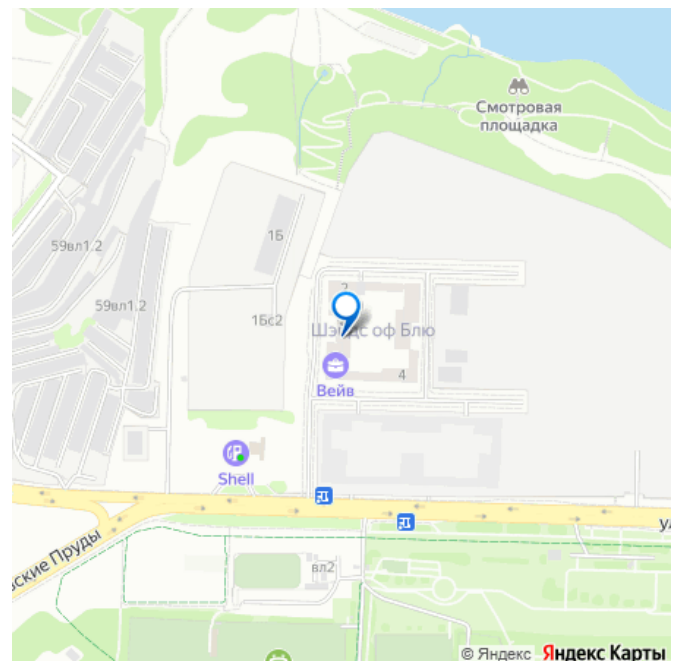 Смотровая
площадка
1Б
59вл1.2
2
59вл1.2
1Бс2
Шэйдс оф Блю
4
Вейв
Shell
ул
вские Пруды
вл2
© Яндекс Яндекс Карты